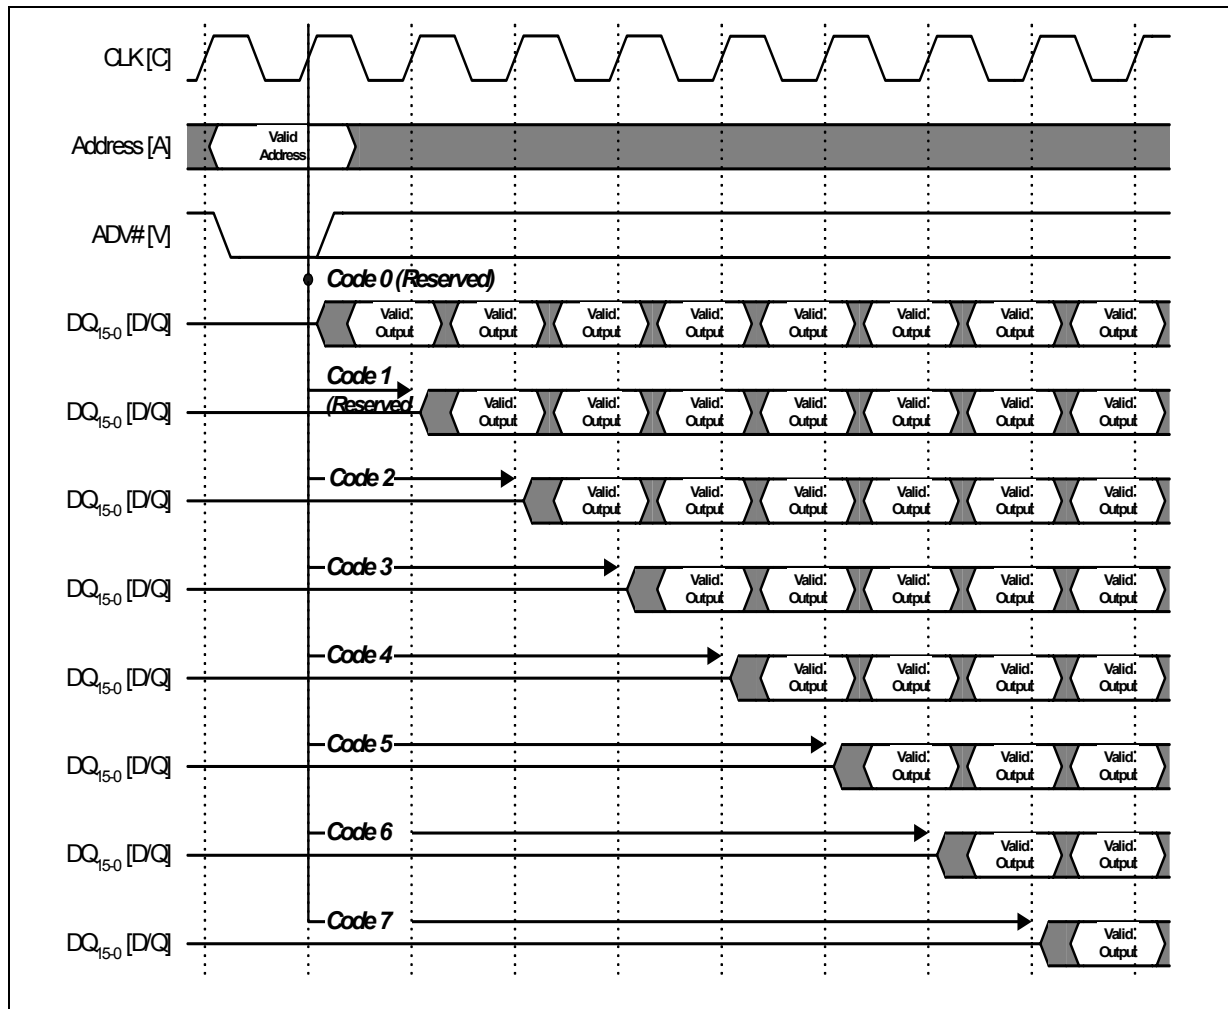 CLK [C]
Address [A]
Valid
Address
ADV# [V]
Code 0 (Reserved)
DQ15-0 [D/Q]
Valid Valid Valid Valid Valid Valid Valid Valid
Output Output Output Output Output Output Output Output
Code 1
(Reserved
DQ15-0 [D/Q]
Valid Valid Valid Valid Valid Valid Valid
Output Output Output Output Output Output Output
Code 2
DQ15-0 [D/Q]
Valid Valid Valid Valid Valid Valid
Output Output Output Output Output Output
Code 3
DQ15-0 [D/Q]
Valid Valid Valid Valid Valid
Output Output Output Output Output
Code 4
DQ15-0 [D/Q]
Valid Valid Valid Valid
Output Output Output Output
Code 5
DQ15-0 [D/Q]
Valid Valid Valid
Output Output Output
Code 6
DQ15-0 [D/Q]
Valid Valid
Output Output
Code 7
DQ15-0 [D/Q]
Valid
Output